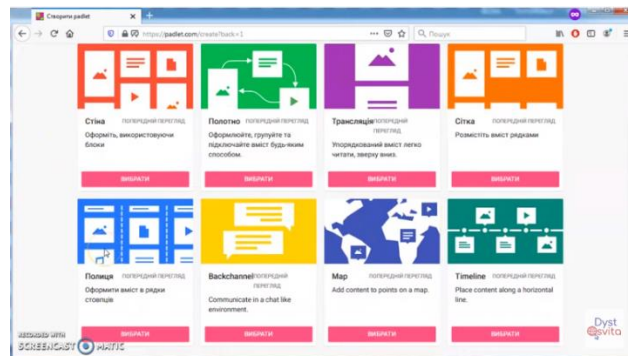 Створити padlet
https://padlet.com/create?back=1
Пошук
Стіна ПОПЕРЕДНІЙ ПЕРЕГЛЯД
Оформіть, використовуючи
блоки
ВИБРАТИ
Полотно ПОПЕРЕДНІЙ ПЕРЕГЛЯД
Оформлюйте, групуйте та
підключайте вміст будь-яким
способом.
ВИБРАТИ
Трансляція ПОПЕРЕДНІЙ
ПЕРЕГЛЯД
Упорядкований вміст легко
читати, зверху вниз.
ВИБРАТИ
Сітка ПОПЕРЕДНІЙ ПЕРЕГЛЯД
Розмістіть вміст рядками
ВИБРАТИ
Полиця ПОПЕРЕДНІЙ ПЕРЕГЛЯД
Оформити вміст в рядки
стовпців
ВИБРАТИ
Backchannel ПОПЕРЕДНІЙ
ПЕРЕГЛЯД
Communicate in a chat like
environment.
ВИБРАТИ
Map ПОПЕРЕДНІЙ ПЕРЕГЛЯД
Add content to points on a map.
ВИБРАТИ
Timeline ПОПЕРЕДНІЙ ПЕРЕГЛЯД
Place content along a horizontal
line.
ВИБРАТИ
RECORDED WITH
SCREENCAST MATIC
Dyst
Osvita